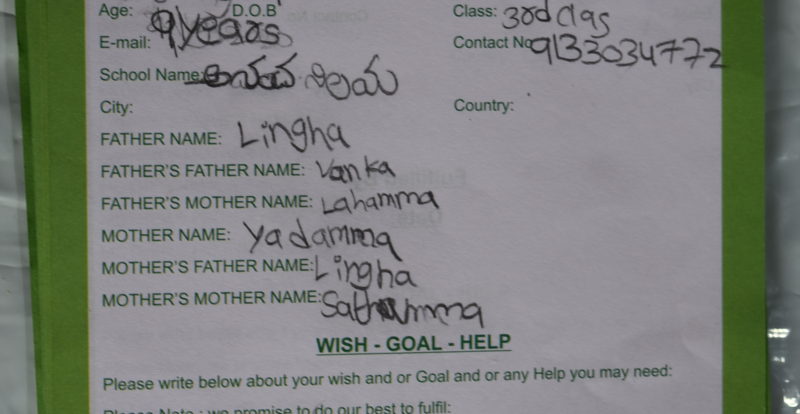 Age: 9 years D.O.B Class: 3rd clas
E-mail: Contact No 9133034772
School Name: నిలయ
City: Country:
FATHER NAME: Lingha
FATHER'S FATHER NAME: Vanka
FATHER'S MOTHER NAME: Lahamma
MOTHER NAME: Yadamma
MOTHER'S FATHER NAME: Lingha
MOTHER'S MOTHER NAME: Sathamma
WISH - GOAL - HELP
Please write below about your wish and or Goal and or any Help you may need:
Please Note : we promise to do our best to fulfil: